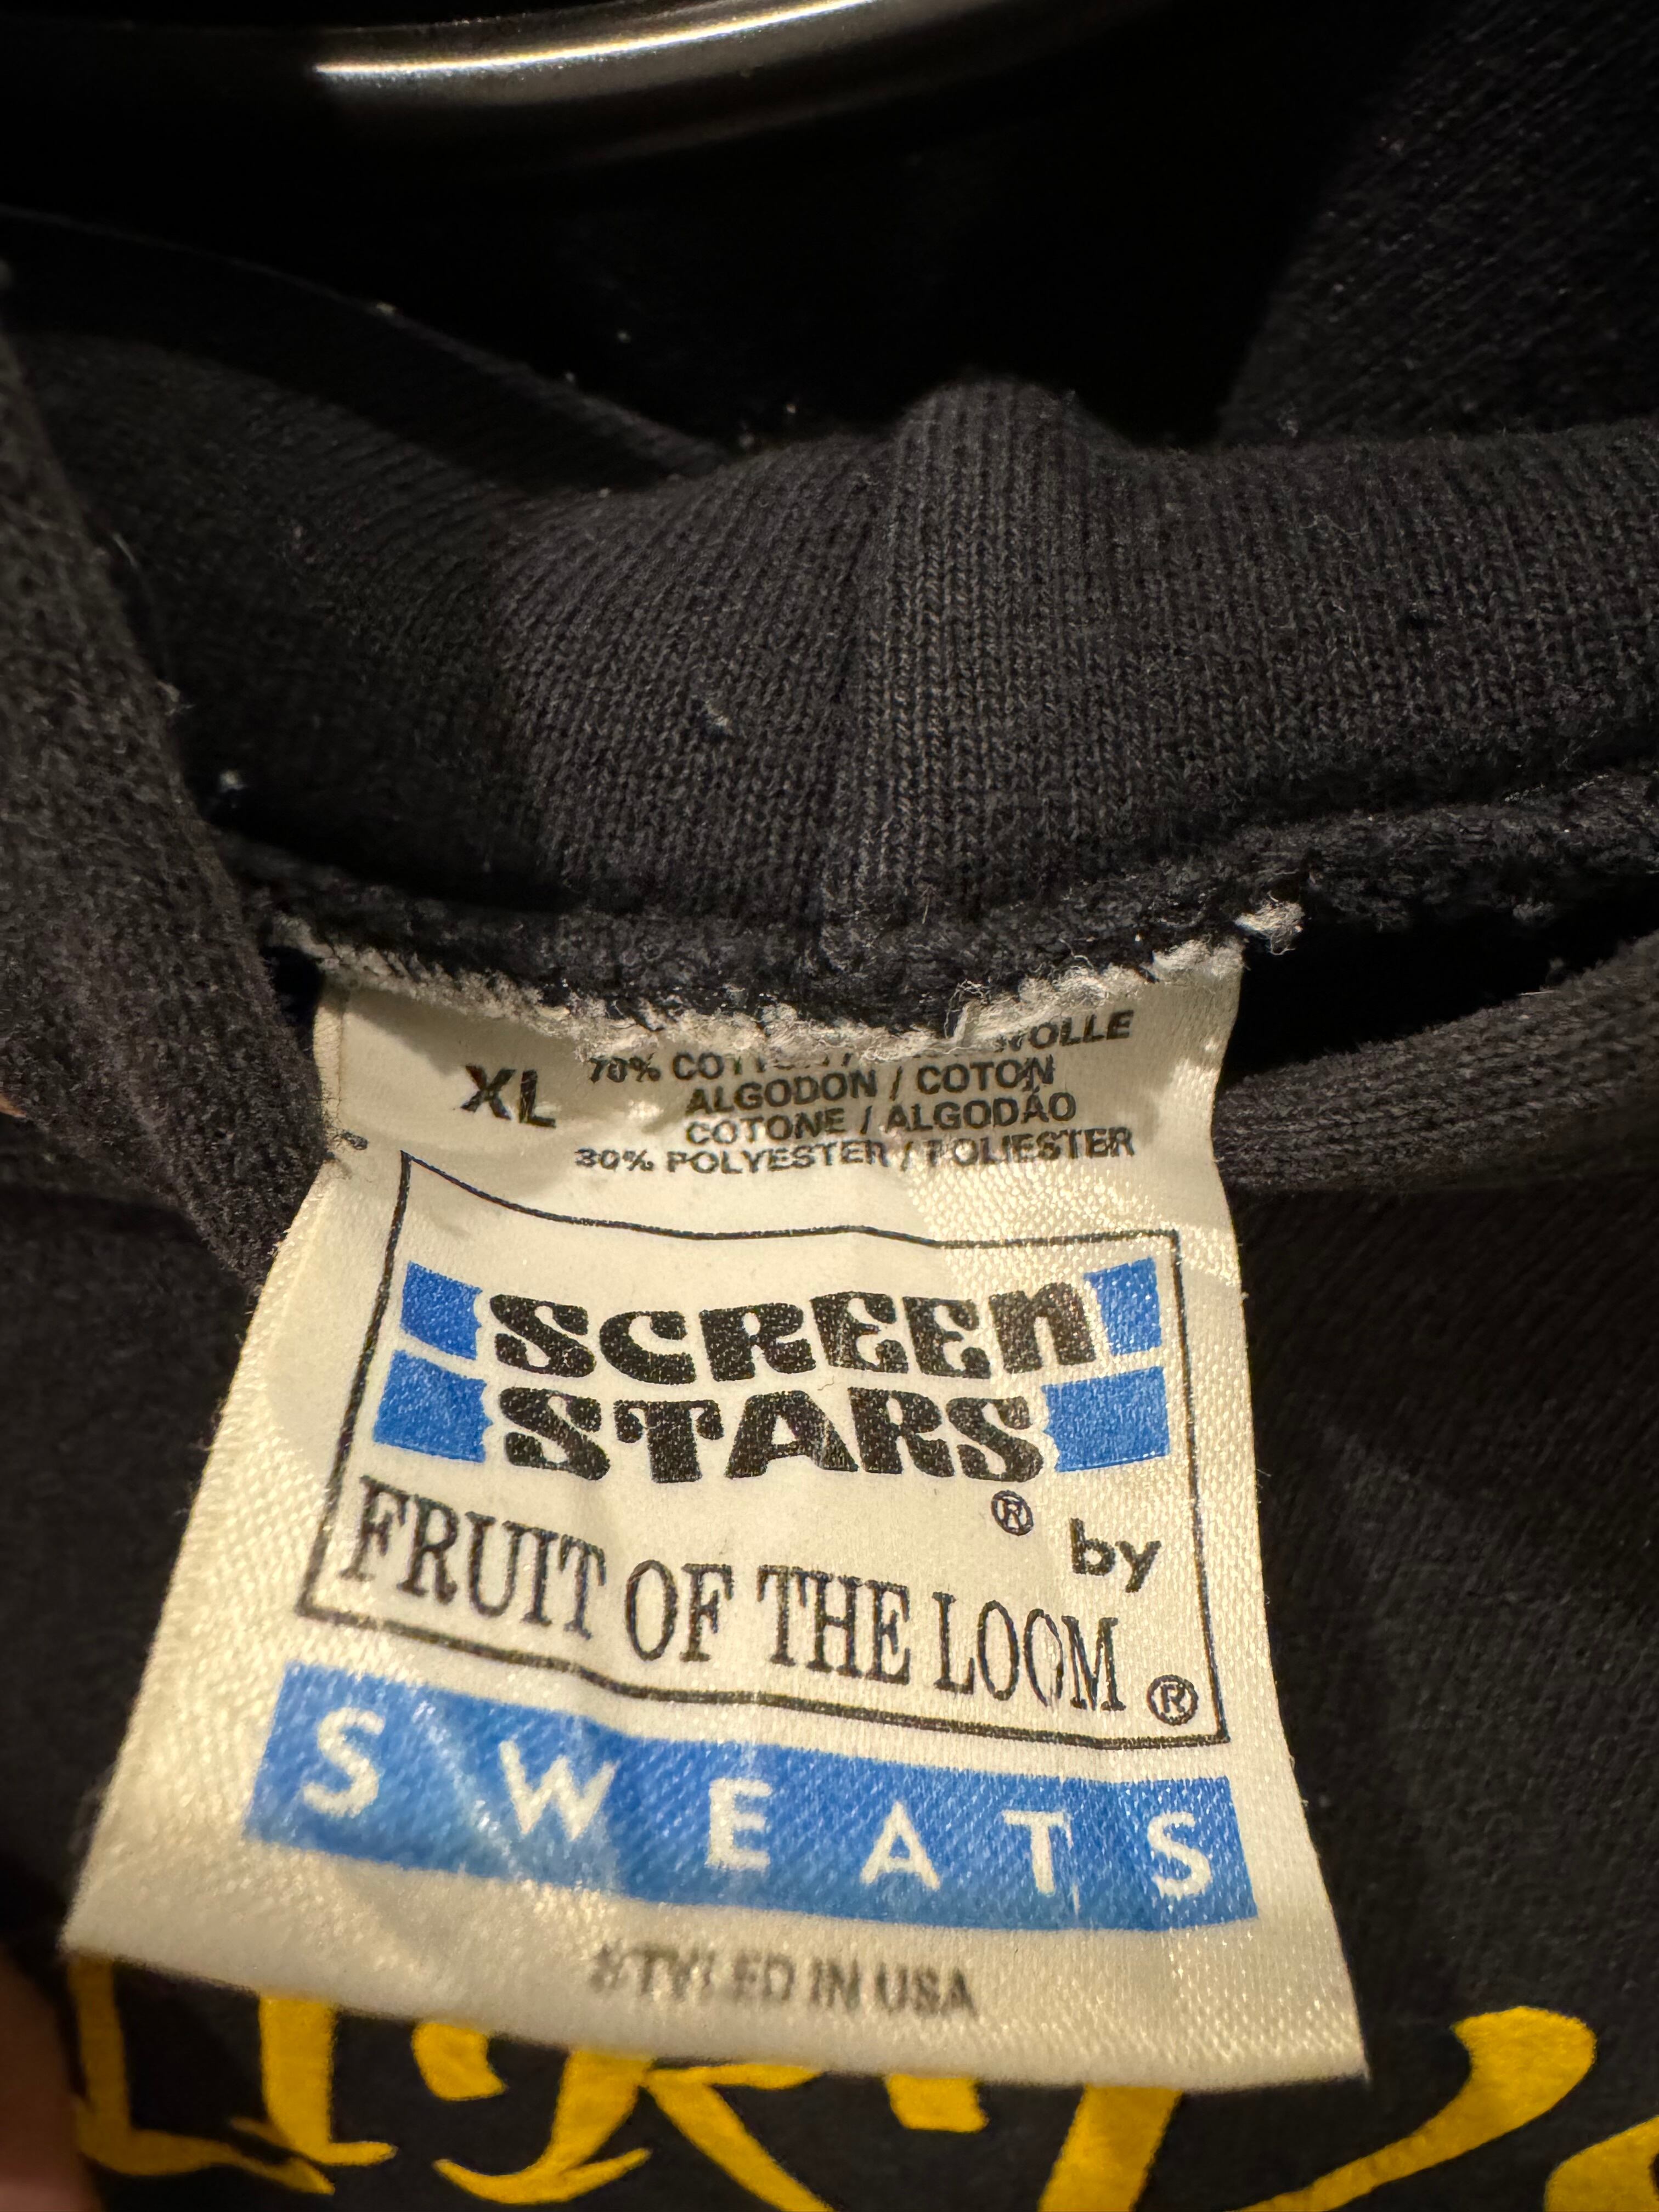 XL
70% COTTON /
ALGODON / COTON
COTONE / ALGODÃO
30% POLYESTER / POLIESTER
SCREEN
STARS ®
by
FRUIT OF THE LOOM ®
SWEATS
STYLED IN USA